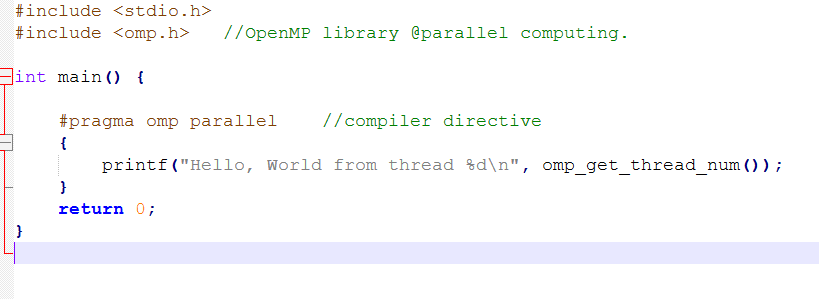 #include <stdio.h>
#include <omp.h>   //OpenMP library @parallel computing.
int main() {
#pragma omp parallel    //compiler directive
{
printf("Hello, World from thread %d\n", omp_get_thread_num());
}
return 0;
}